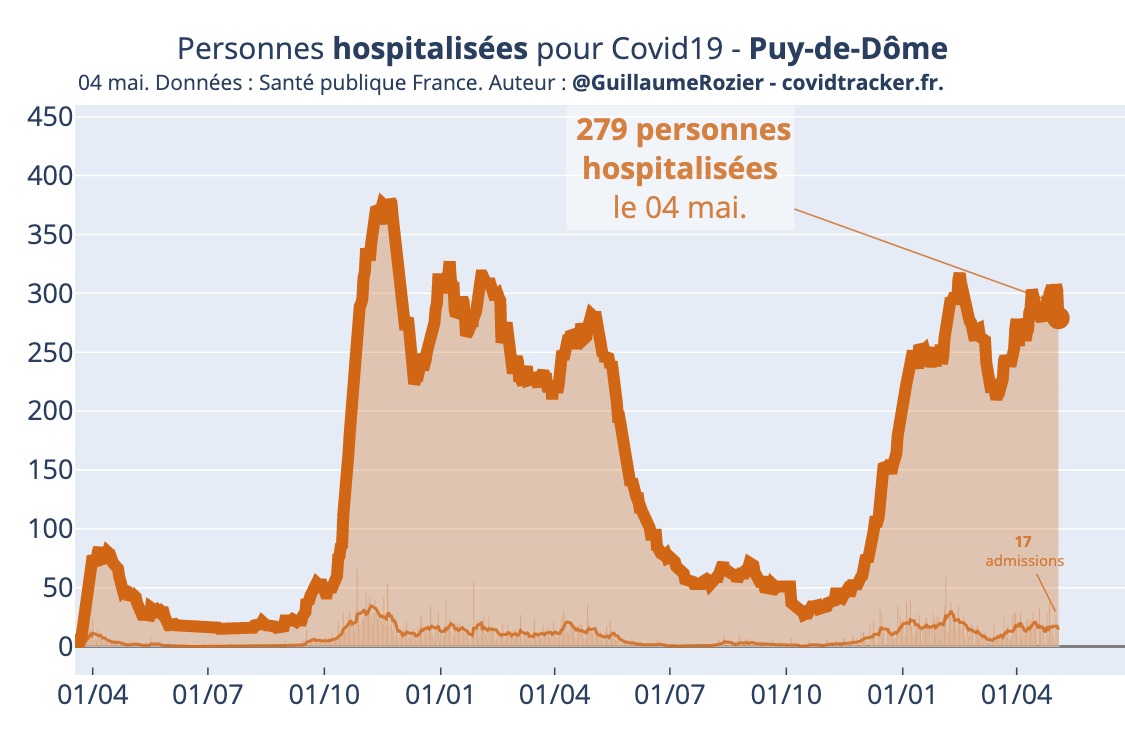 Personnes hospitalisées pour Covid19 - Puy-de-Dôme
04 mai. Données : Santé publique France. Auteur : @GuillaumeRozier - covidtracker.fr.
450
279 personnes
hospitalisées
le 04 mai.
400
350
300
250
200
150
100
17
admissions
50
0
01/04 01/07 01/10 01/01 01/04 01/07 01/10 01/01 01/04